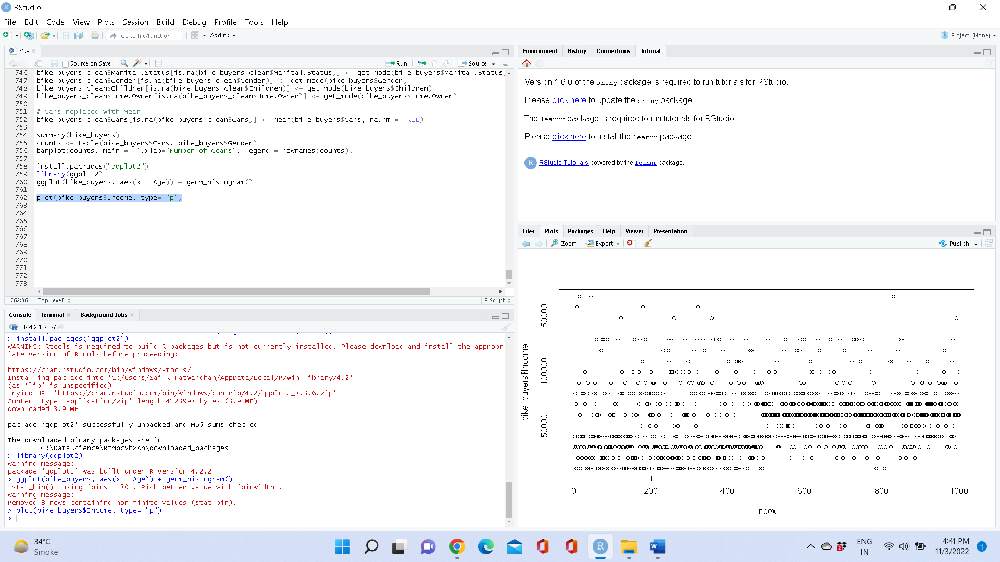 RStudio
File Edit Code View Plots Session Build Debug Profile Tools Help
Go to file/function Addins Project: (None)
r1.R
Source on Save Run Source
746 bike_buyers_clean$Marital.Status[is.na(bike_buyers_clean$Marital.Status)] <- get_mode(bike_buyers$Marital.Status)
747 bike_buyers_clean$Gender[is.na(bike_buyers_clean$Gender)] <- get_mode(bike_buyers$Gender)
748 bike_buyers_clean$Children[is.na(bike_buyers_clean$Children)] <- get_mode(bike_buyers$Children)
749 bike_buyers_clean$Home.Owner[is.na(bike_buyers_clean$Home.Owner)] <- get_mode(bike_buyers$Home.Owner)
750
751 # Cars replaced with Mean
752 bike_buyers_clean$Cars[is.na(bike_buyers_clean$Cars)] <- mean(bike_buyers$Cars, na.rm = TRUE)
753
754 summary(bike_buyers)
755 counts <- table(bike_buyers$Cars, bike_buyers$Gender)
756 barplot(counts, main = '',xlab="Number of Gears", legend = rownames(counts))
757
758 install.packages("ggplot2")
759 library(ggplot2)
760 ggplot(bike_buyers, aes(x = Age)) + geom_histogram()
761
762 plot(bike_buyers$Income, type= "p")
763
764
765
766
767
768
769
770
771
772
773
762:36 (Top Level) R Script
Console Terminal Background Jobs
R 4.2.1 · ~/
> install.packages("ggplot2")
WARNING: Rtools is required to build R packages but is not currently installed. Please download and install the appropr
iate version of Rtools before proceeding:
https://cran.rstudio.com/bin/windows/Rtools/
Installing package into ‘C:/Users/Sai R Patwardhan/AppData/Local/R/win-library/4.2’
(as ‘lib’ is unspecified)
trying URL 'https://cran.rstudio.com/bin/windows/contrib/4.2/ggplot2_3.3.6.zip'
Content type 'application/zip' length 4123993 bytes (3.9 MB)
downloaded 3.9 MB
package ‘ggplot2’ successfully unpacked and MD5 sums checked
The downloaded binary packages are in
C:\DataScience\RtmpcVbXAn\downloaded_packages
> library(ggplot2)
Warning message:
package ‘ggplot2’ was built under R version 4.2.2
> ggplot(bike_buyers, aes(x = Age)) + geom_histogram()
`stat_bin()` using `bins = 30`. Pick better value with `binwidth`.
Warning message:
Removed 8 rows containing non-finite values (stat_bin).
> plot(bike_buyers$Income, type= "p")
>
Environment History Connections Tutorial
Version 1.6.0 of the shiny package is required to run tutorials for RStudio.
Please click here to update the shiny package.
The learnr package is required to run tutorials for RStudio.
Please click here to install the learnr package.
R RStudio Tutorials powered by the learnr package.
Files Plots Packages Help Viewer Presentation
Zoom Export Publish
bike_buyers$Income
150000
100000
50000
0 200 400 600 800 1000
Index
34°C
Smoke
ENG
IN
4:41 PM
11/3/2022
1